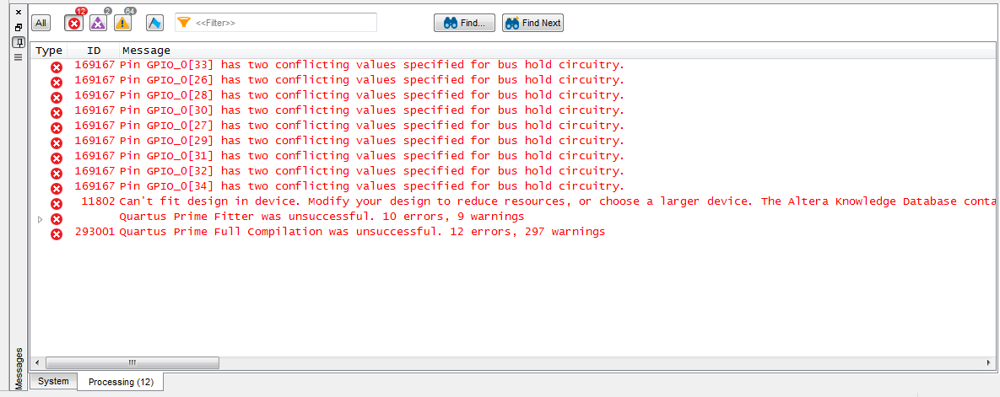 All
12
2
64
<<Filter>>
Find...
Find Next
Type ID Message
169167 Pin GPIO_0[33] has two conflicting values specified for bus hold circuitry.
169167 Pin GPIO_0[26] has two conflicting values specified for bus hold circuitry.
169167 Pin GPIO_0[28] has two conflicting values specified for bus hold circuitry.
169167 Pin GPIO_0[30] has two conflicting values specified for bus hold circuitry.
169167 Pin GPIO_0[27] has two conflicting values specified for bus hold circuitry.
169167 Pin GPIO_0[29] has two conflicting values specified for bus hold circuitry.
169167 Pin GPIO_0[31] has two conflicting values specified for bus hold circuitry.
169167 Pin GPIO_0[32] has two conflicting values specified for bus hold circuitry.
169167 Pin GPIO_0[34] has two conflicting values specified for bus hold circuitry.
11802 Can't fit design in device. Modify your design to reduce resources, or choose a larger device. The Altera Knowledge Database conta
Quartus Prime Fitter was unsuccessful. 10 errors, 9 warnings
293001 Quartus Prime Full Compilation was unsuccessful. 12 errors, 297 warnings
Messages
System
Processing (12)